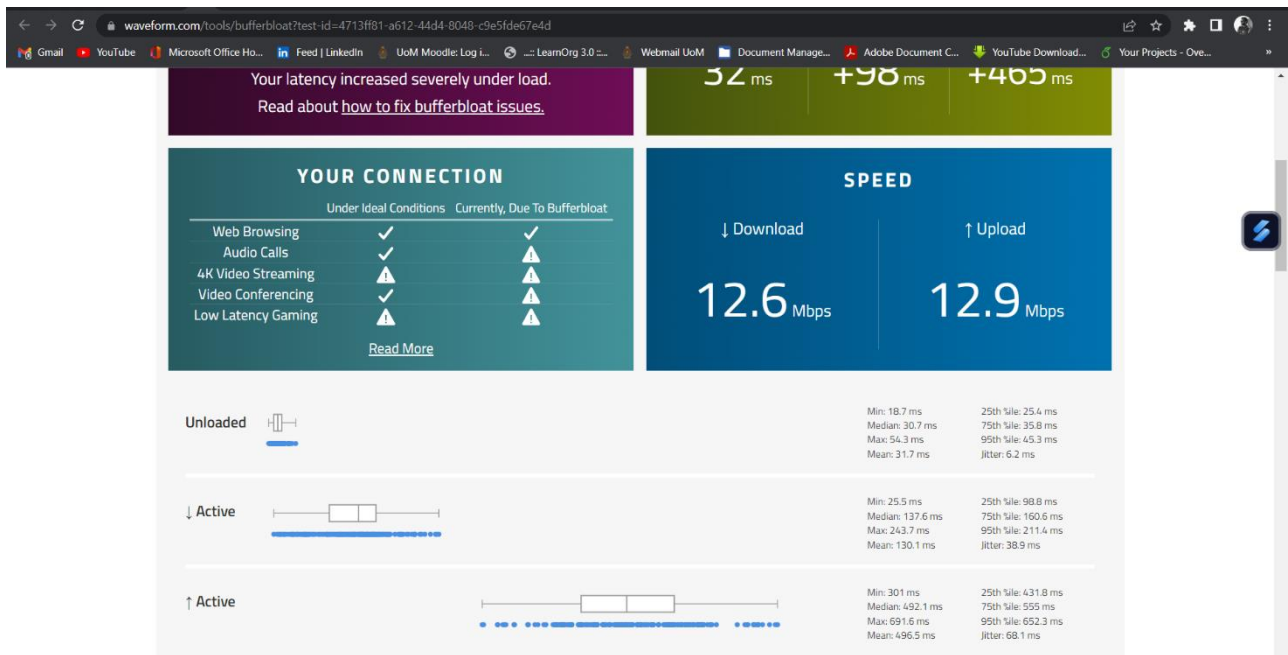 waveform.com/tools/bufferbloat?test-id=4713ff81-a612-44d4-8048-c9e5fde67e4d
Gmail YouTube Microsoft Office Ho... Feed | LinkedIn UoM Moodle: Log i... ...:: LearnOrg 3.0 ::... Webmail UoM Document Manage... Adobe Document C... YouTube Download... Your Projects - Ove... »
Your latency increased severely under load.
Read about how to fix bufferbloat issues.
32 ms +98 ms +465 ms
YOUR CONNECTION
Under Ideal Conditions Currently, Due To Bufferbloat
Web Browsing
Audio Calls
4K Video Streaming
Video Conferencing
Low Latency Gaming
Read More
SPEED
↓ Download ↑ Upload
12.6 Mbps 12.9 Mbps
Unloaded
Min: 18.7 ms 25th %ile: 25.4 ms
Median: 30.7 ms 75th %ile: 35.8 ms
Max: 54.3 ms 95th %ile: 45.3 ms
Mean: 31.7 ms Jitter: 6.2 ms
↓ Active
Min: 25.5 ms 25th %ile: 98.8 ms
Median: 137.6 ms 75th %ile: 160.6 ms
Max: 243.7 ms 95th %ile: 211.4 ms
Mean: 130.1 ms Jitter: 38.9 ms
↑ Active
Min: 301 ms 25th %ile: 431.8 ms
Median: 492.1 ms 75th %ile: 555 ms
Max: 691.6 ms 95th %ile: 652.3 ms
Mean: 496.5 ms Jitter: 68.1 ms